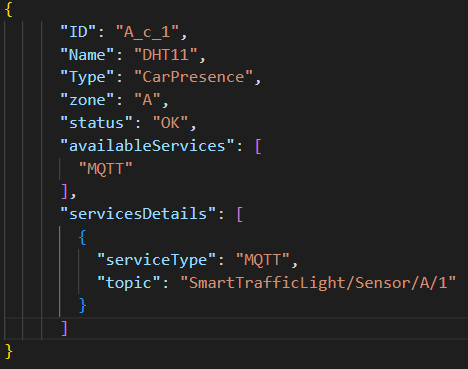 {
"ID": "A_c_1",
"Name": "DHT11",
"Type": "CarPresence",
"zone": "A",
"status": "OK",
"availableServices": [
"MQTT"
],
"servicesDetails": [
{
"serviceType": "MQTT",
"topic": "SmartTrafficLight/Sensor/A/1"
}
]
}